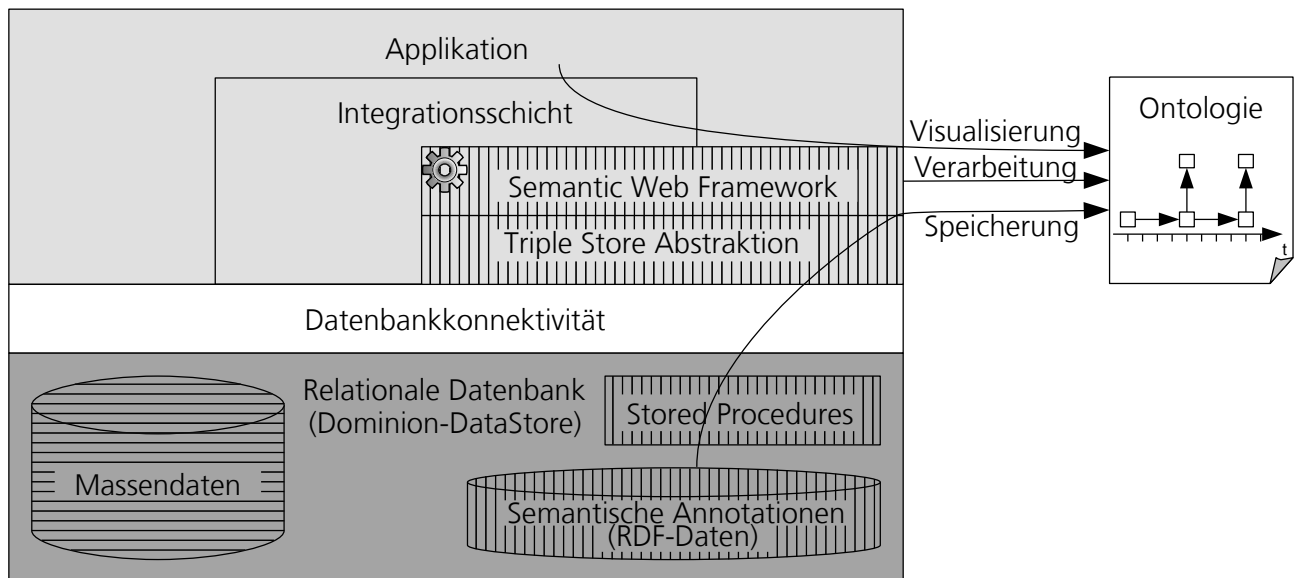 Applikation
Integrationsschicht
Semantic Web Framework
Triple Store Abstraktion
Datenbankkonnektivität
Relationale Datenbank
(Dominion-DataStore)
Stored Procedures
Massendaten
Semantische Annotationen
(RDF-Daten)
Visualisierung
Verarbeitung
Speicherung
Ontologie
t